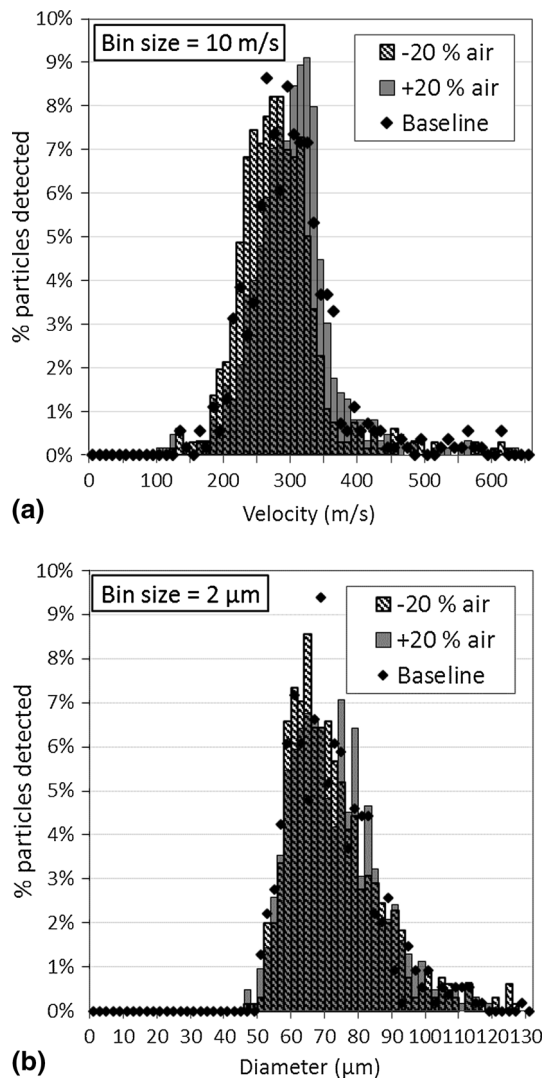 10%
9%
8%
7%
6%
5%
4%
3%
2%
1%
0%
% particles detected
Bin size = 10 m/s
-20 % air
+20 % air
Baseline
0 100 200 300 400 500 600
Velocity (m/s)
(a)
10%
9%
8%
7%
6%
5%
4%
3%
2%
1%
0%
% particles detected
Bin size = 2 µm
-20 % air
+20 % air
Baseline
0 10 20 30 40 50 60 70 80 90 100 110 120 130
Diameter (µm)
(b)